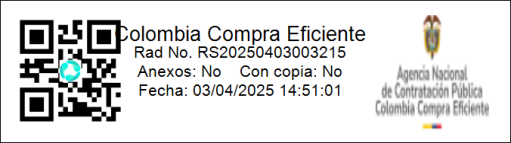 Colombia Compra Eficiente
Rad No. RS20250403003215
Anexos: No Con copia: No
Fecha: 03/04/2025 14:51:01
Agencia Nacional
de Contratación Pública
Colombia Compra Eficiente